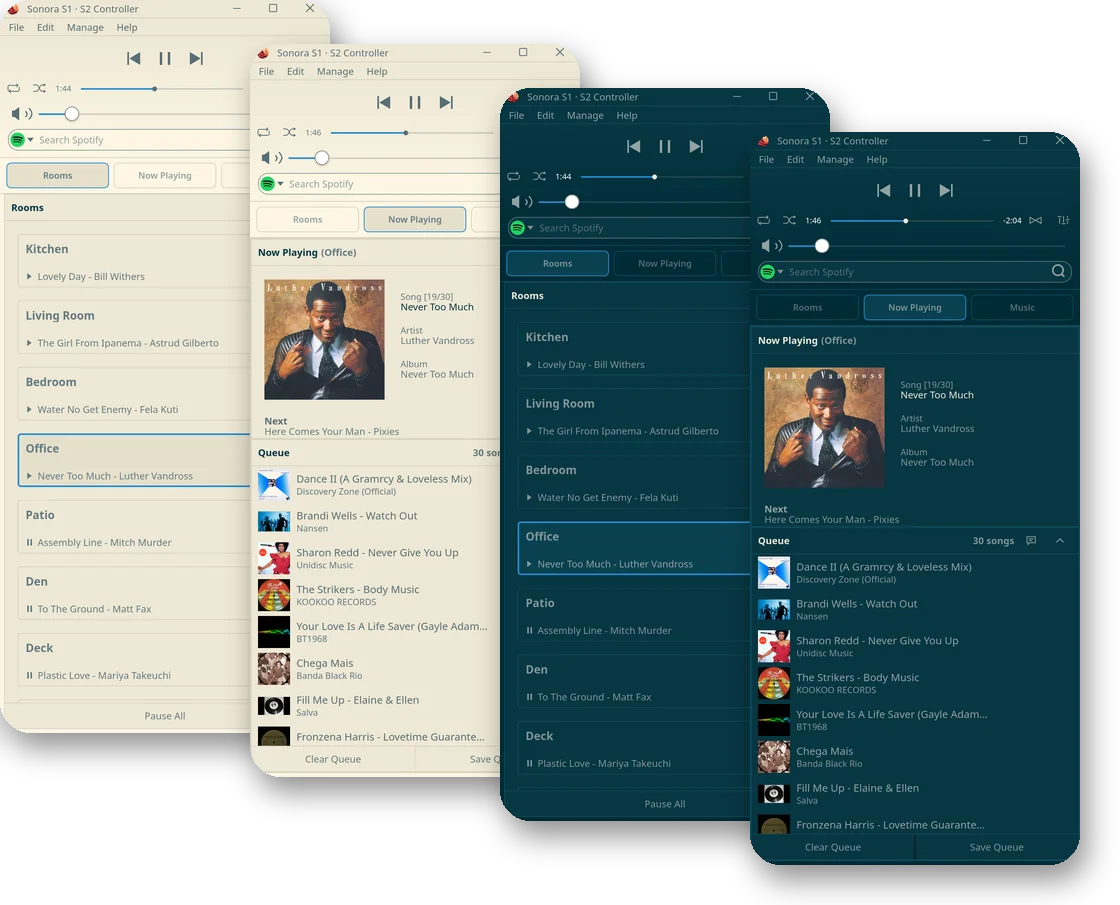 Sonora S1 · S2 Controller
File Edit Manage Help
1:44
Search Spotify
Rooms Now Playing
Rooms
Kitchen
Lovely Day - Bill Withers
Living Room
The Girl From Ipanema - Astrud Gilberto
Bedroom
Water No Get Enemy - Fela Kuti
Office
Never Too Much - Luther Vandross
Patio
Assembly Line - Mitch Murder
Den
To The Ground - Matt Fax
Deck
Plastic Love - Mariya Takeuchi
Pause All
Sonora S1 · S2 Controller
File Edit Manage Help
1:46
Search Spotify
Rooms Now Playing
Now Playing (Office)
Luther Vandross
Song [19/30]
Never Too Much
Artist
Luther Vandross
Album
Never Too Much
Next
Here Comes Your Man - Pixies
Queue 30 son
Dance II (A Gramrcy & Loveless Mix)
Discovery Zone (Official)
Brandi Wells - Watch Out
Nansen
Sharon Redd - Never Give You Up
Unidisc Music
The Strikers - Body Music
KOOKOO RECORDS
Your Love Is A Life Saver (Gayle Adam...
BT1968
Chega Mais
Banda Black Rio
Fill Me Up - Elaine & Ellen
Salva
Fronzena Harris - Lovetime Guarante...
Clear Queue Save Q
Sonora S1 · S2 Controller
File Edit Manage Help
1:44
Search Spotify
Rooms Now Playing
Rooms
Kitchen
Lovely Day - Bill Withers
Living Room
The Girl From Ipanema - Astrud Gilberto
Bedroom
Water No Get Enemy - Fela Kuti
Office
Never Too Much - Luther Vandross
Patio
Assembly Line - Mitch Murder
Den
To The Ground - Matt Fax
Deck
Plastic Love - Mariya Takeuchi
Pause All
Sonora S1 · S2 Controller
File Edit Manage Help
1:46 -2:04
Search Spotify
Rooms Now Playing Music
Now Playing (Office)
Luther Vandross
Song [19/30]
Never Too Much
Artist
Luther Vandross
Album
Never Too Much
Next
Here Comes Your Man - Pixies
Queue 30 songs
Dance II (A Gramrcy & Loveless Mix)
Discovery Zone (Official)
Brandi Wells - Watch Out
Nansen
Sharon Redd - Never Give You Up
Unidisc Music
The Strikers - Body Music
KOOKOO RECORDS
Your Love Is A Life Saver (Gayle Adam...
BT1968
Chega Mais
Banda Black Rio
Fill Me Up - Elaine & Ellen
Salva
Fronzena Harris - Lovetime Guarante...
Clear Queue Save Queue